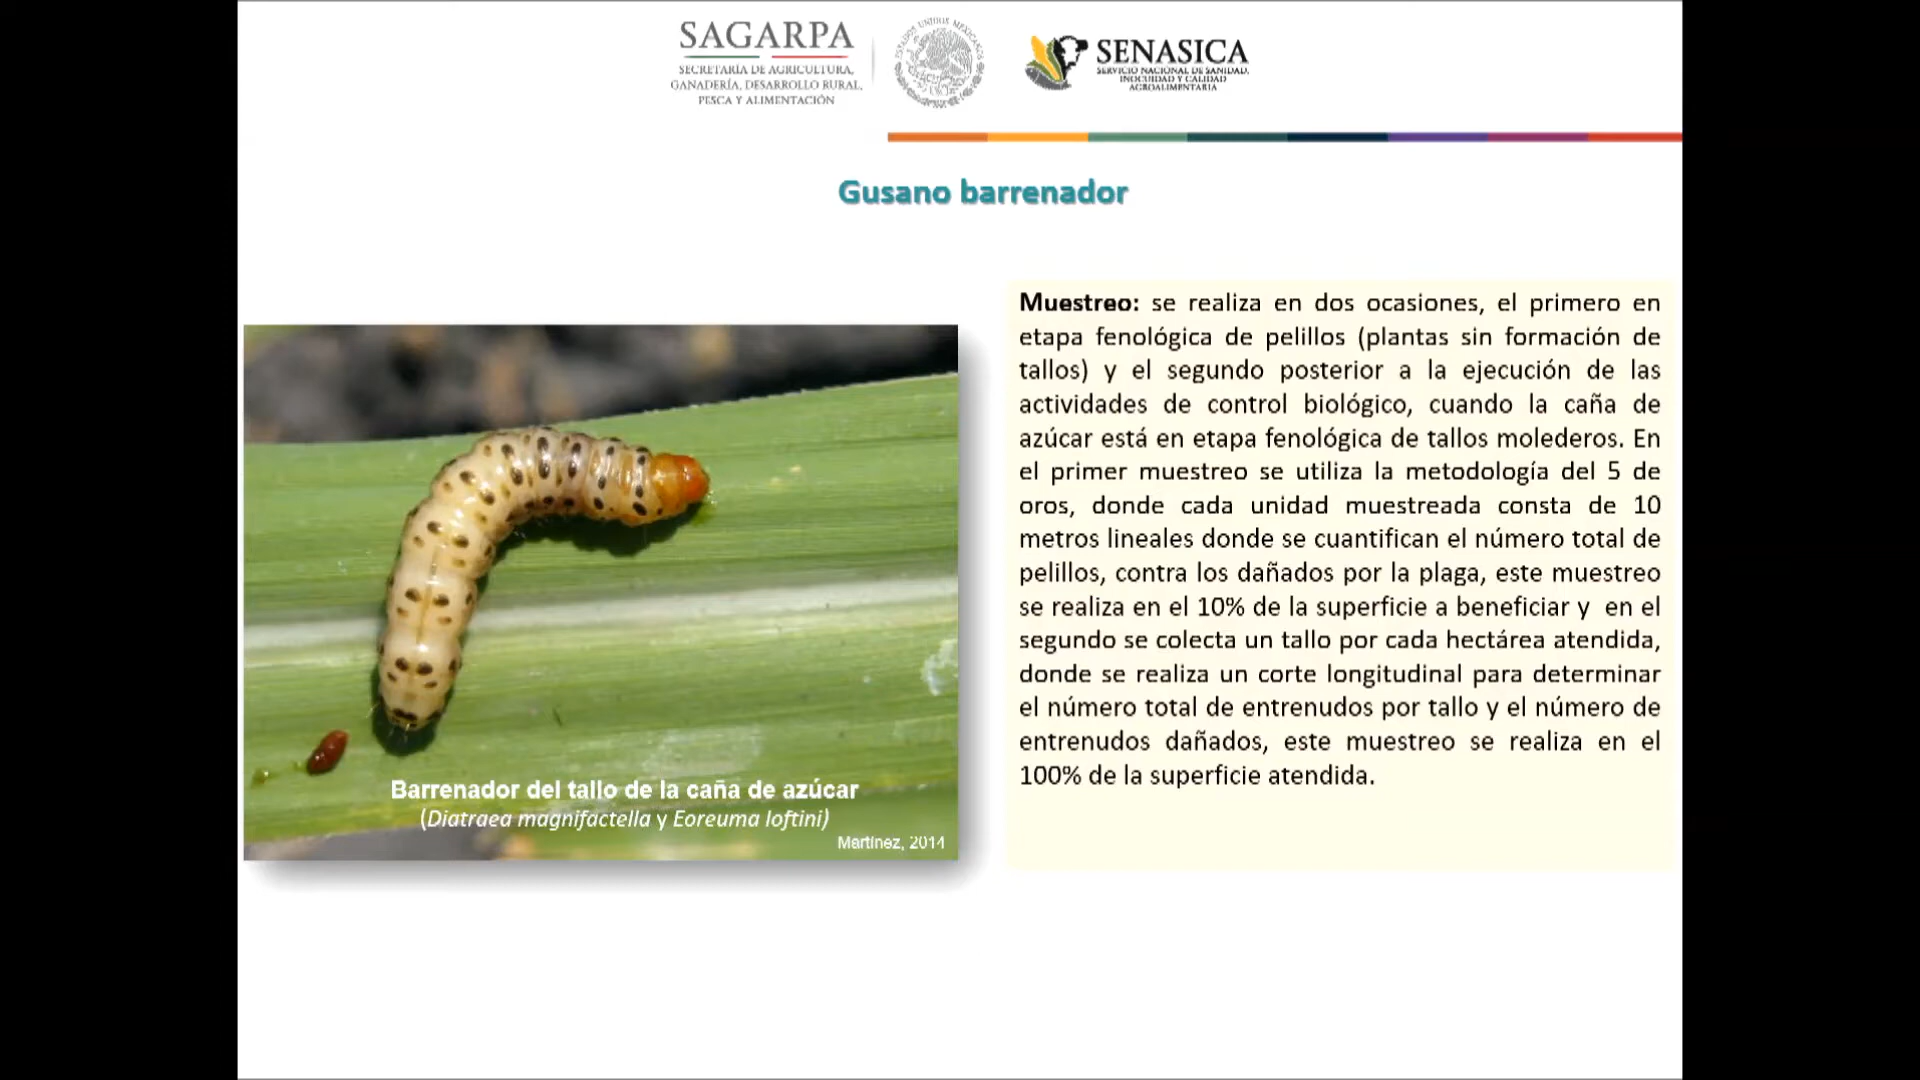 SAGARPA
SECRETARÍA DE AGRICULTURA,
GANADERÍA, DESARROLLO RURAL,
PESCA Y ALIMENTACIÓN
ESTADOS UNIDOS MEXICANOS
SENASICA
SERVICIO NACIONAL DE SANIDAD,
INOCUIDAD Y CALIDAD
AGROALIMENTARIA
Gusano barrenador
Barrenador del tallo de la caña de azúcar
(Diatraea magnifactella y Eoreuma loftini)
Martínez, 2014
Muestreo: se realiza en dos ocasiones, el primero en
etapa fenológica de pelillos (plantas sin formación de
tallos) y el segundo posterior a la ejecución de las
actividades de control biológico, cuando la caña de
azúcar está en etapa fenológica de tallos molederos. En
el primer muestreo se utiliza la metodología del 5 de
oros, donde cada unidad muestreada consta de 10
metros lineales donde se cuantifican el número total de
pelillos, contra los dañados por la plaga, este muestreo
se realiza en el 10% de la superficie a beneficiar y en el
segundo se colecta un tallo por cada hectárea atendida,
donde se realiza un corte longitudinal para determinar
el número total de entrenudos por tallo y el número de
entrenudos dañados, este muestreo se realiza en el
100% de la superficie atendida.